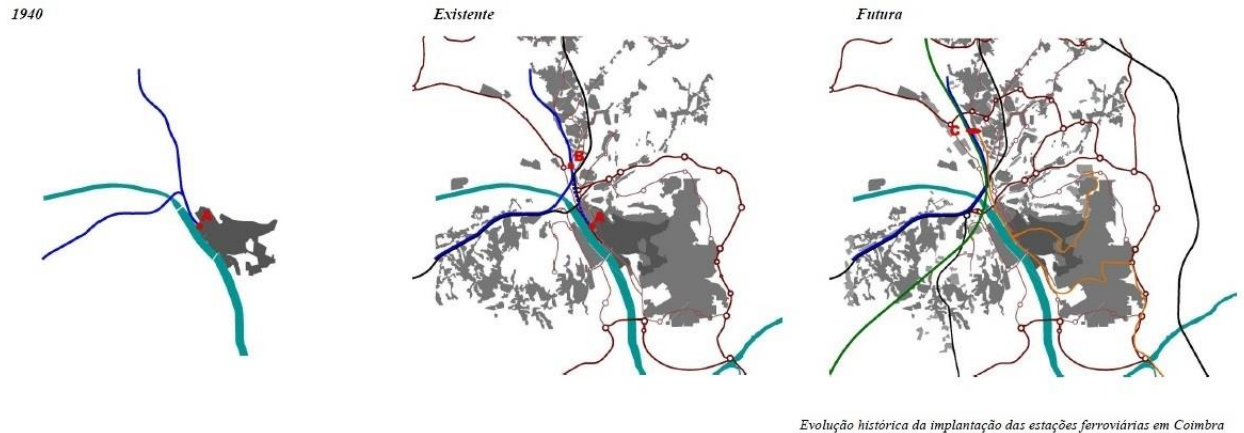 1940
Existente
Futura
A
B
A
C
Evolução histórica da implantação das estações ferroviárias em Coimbra